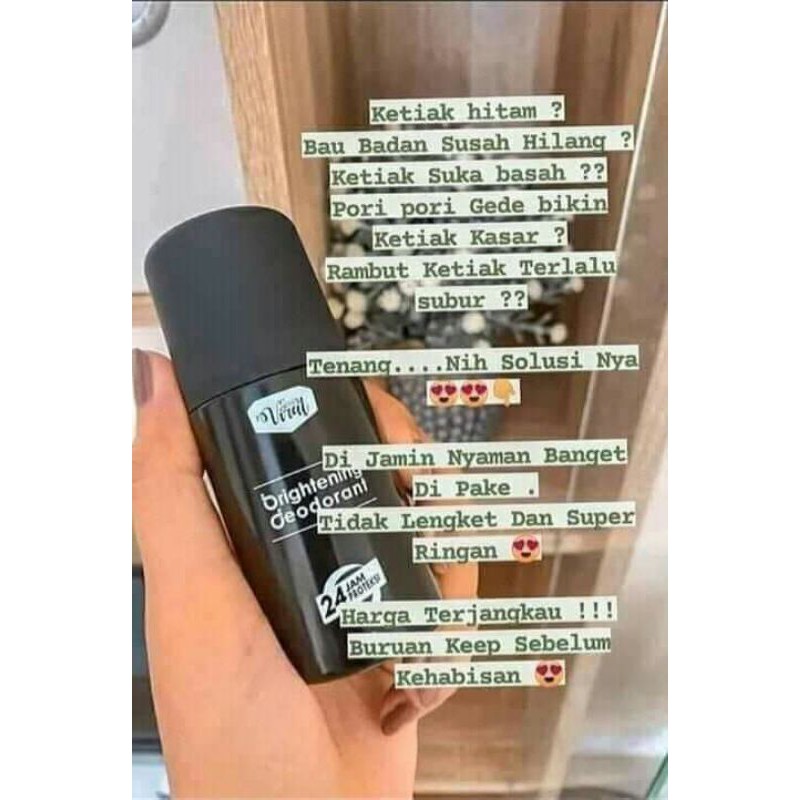 Ketiak hitam ?
Bau Badan Susah Hilang ?
Ketiak Suka basah ??
Pori pori Gede bikin
Ketiak Kasar ?
Rambut Ketiak Terlalu
subur ??
Tenang....Nih Solusi Nya
😍😍👇
Viral
Di Jamin Nyaman Banget
Di Pake .
brightening
deodorant
Tidak Lengket Dan Super
Ringan 😍
24 JAM
PROTEKSI
Harga Terjangkau !!!
Buruan Keep Sebelum
Kehabisan 😍